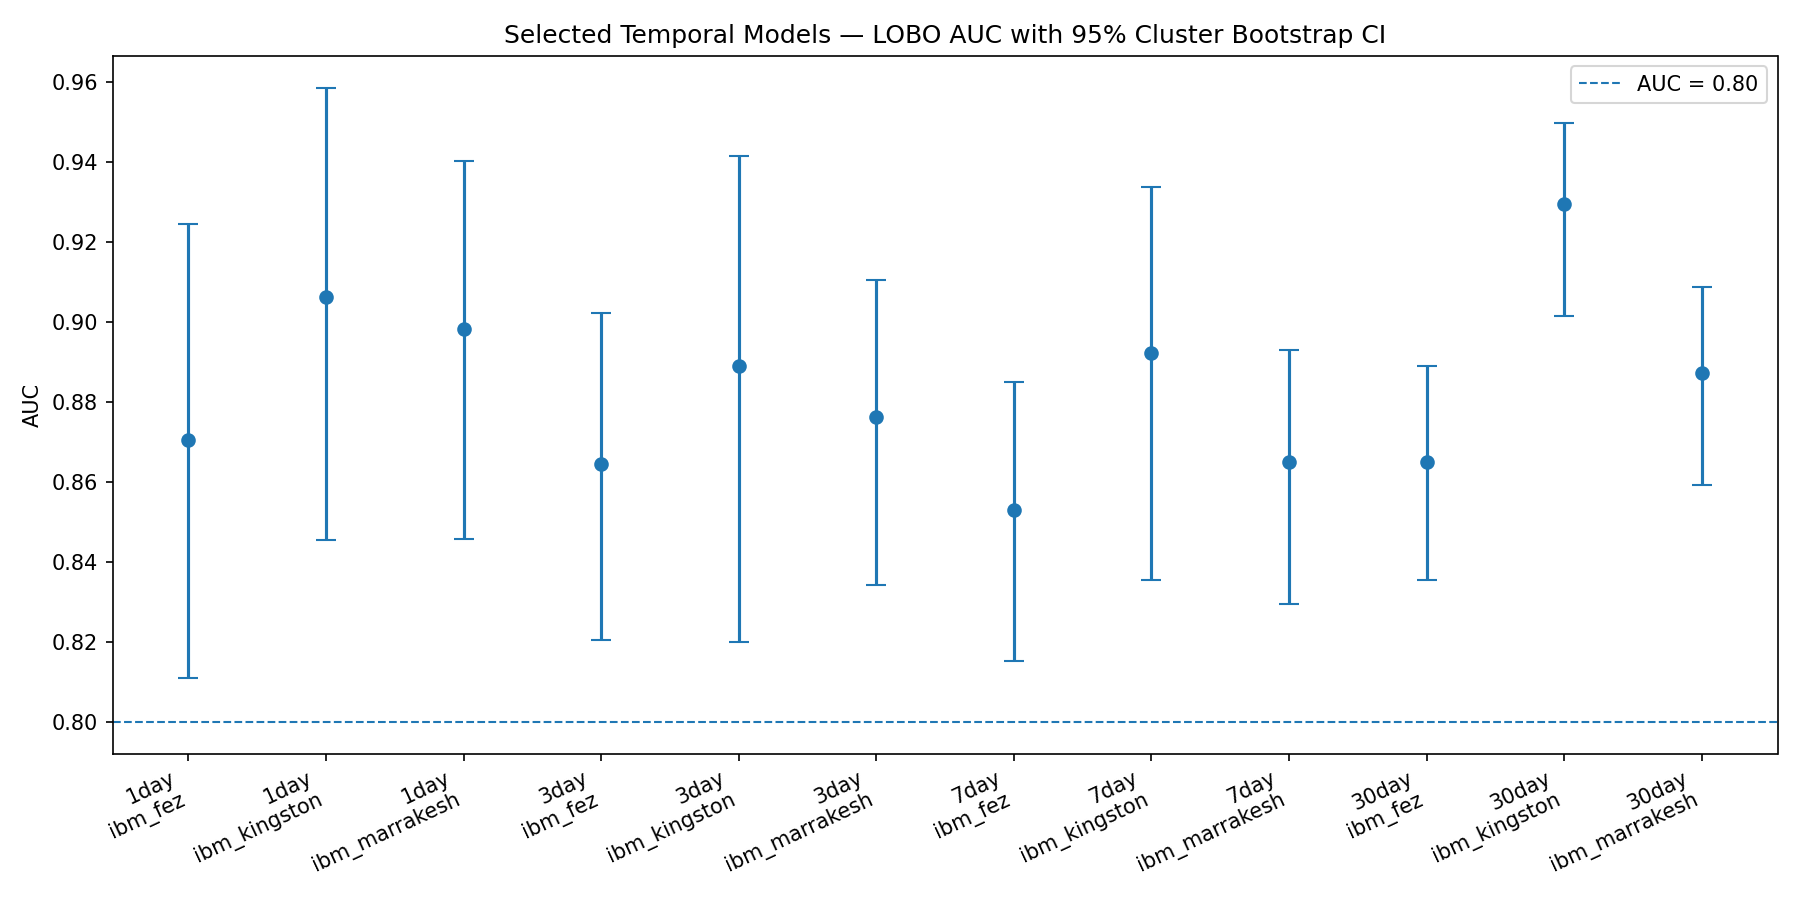 Selected Temporal Models — LOBO AUC with 95% Cluster Bootstrap CI
AUC = 0.80
0.96
0.94
0.92
0.90
0.88
0.86
0.84
0.82
0.80
AUC
1day
ibm_fez
1day
ibm_kingston
1day
ibm_marrakesh
3day
ibm_fez
3day
ibm_kingston
3day
ibm_marrakesh
7day
ibm_fez
7day
ibm_kingston
7day
ibm_marrakesh
30day
ibm_fez
30day
ibm_kingston
30day
ibm_marrakesh